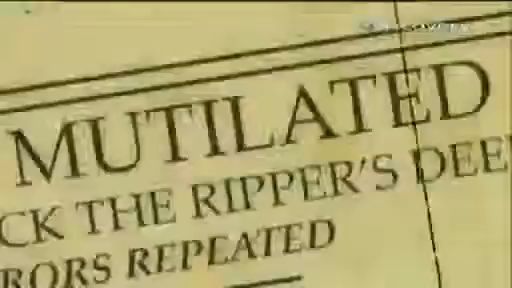 MUTILATED
CK THE RIPPER'S DEE
RORS REPEATED